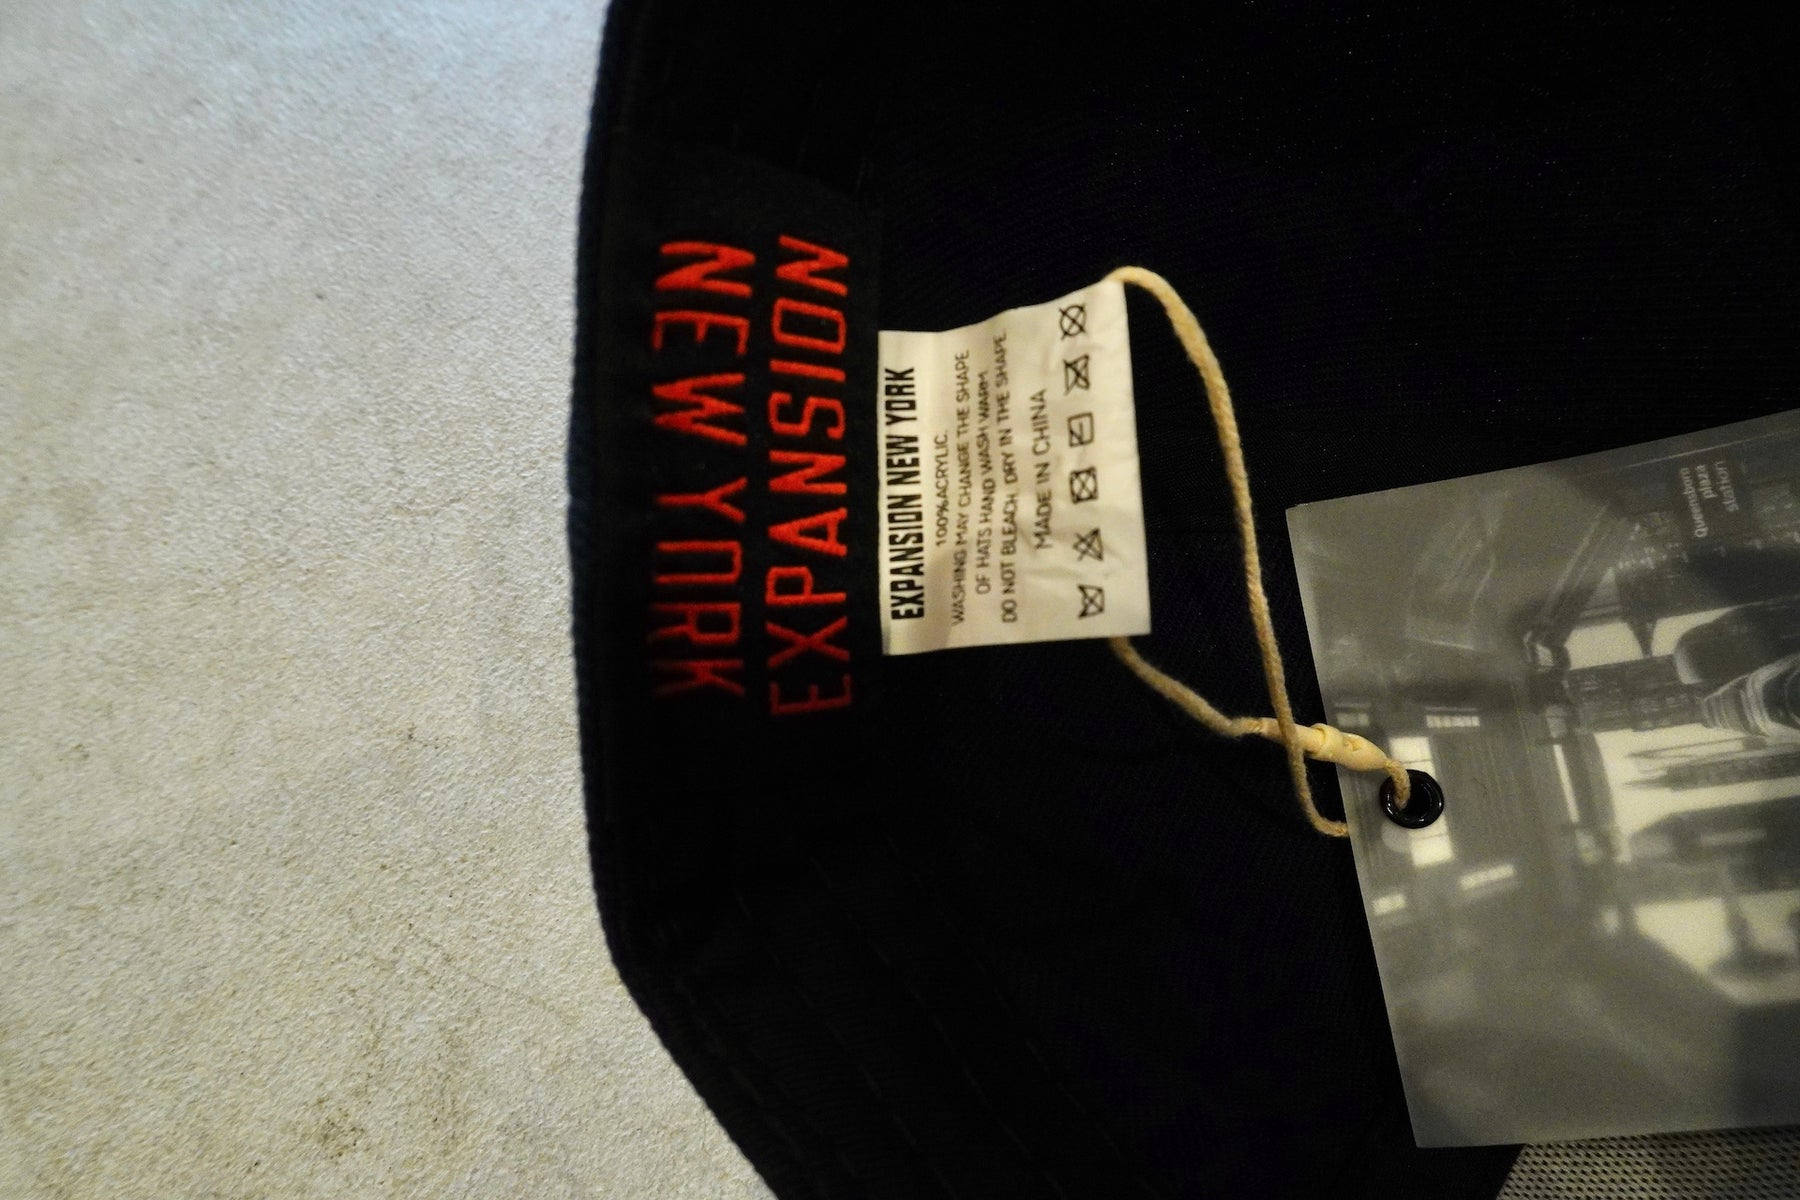 EXPANSION
NEW YORK
EXPANSION NEW YORK
100%ACRYLIC.
WASHING MAY CHANGE THE SHAPE
OF HATS HAND WASH WARM
DO NOT BLEACH, DRY IN THE SHAPE
MADE IN CHINA
Queensboro
plaza
station